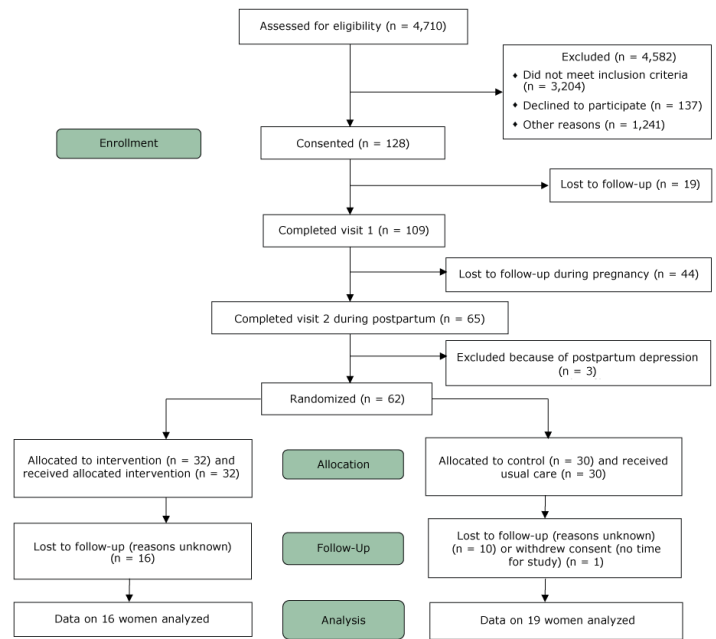 Assessed for eligibility (n = 4,710)
Excluded (n = 4,582)
♦ Did not meet inclusion criteria
(n = 3,204)
♦ Declined to participate (n = 137)
♦ Other reasons (n = 1,241)
Enrollment
Consented (n = 128)
Lost to follow-up (n = 19)
Completed visit 1 (n = 109)
Lost to follow-up during pregnancy (n = 44)
Completed visit 2 during postpartum (n = 65)
Excluded because of postpartum depression
(n = 3)
Randomized (n = 62)
Allocated to intervention (n = 32) and
received allocated intervention (n = 32)
Allocation
Allocated to control (n = 30) and received
usual care (n = 30)
Lost to follow-up (reasons unknown)
(n = 16)
Follow-Up
Lost to follow-up (reasons unknown)
(n = 10) or withdrew consent (no time
for study) (n = 1)
Data on 16 women analyzed
Analysis
Data on 19 women analyzed